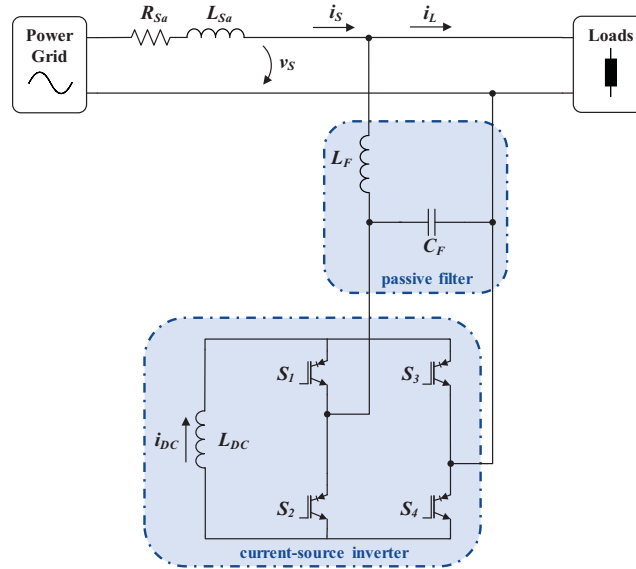 R_Sa L_Sa i_S i_L
Power Grid
v_S
Loads
L_F
C_F
passive filter
S_1 S_3
i_DC L_DC
S_2 S_4
current-source inverter